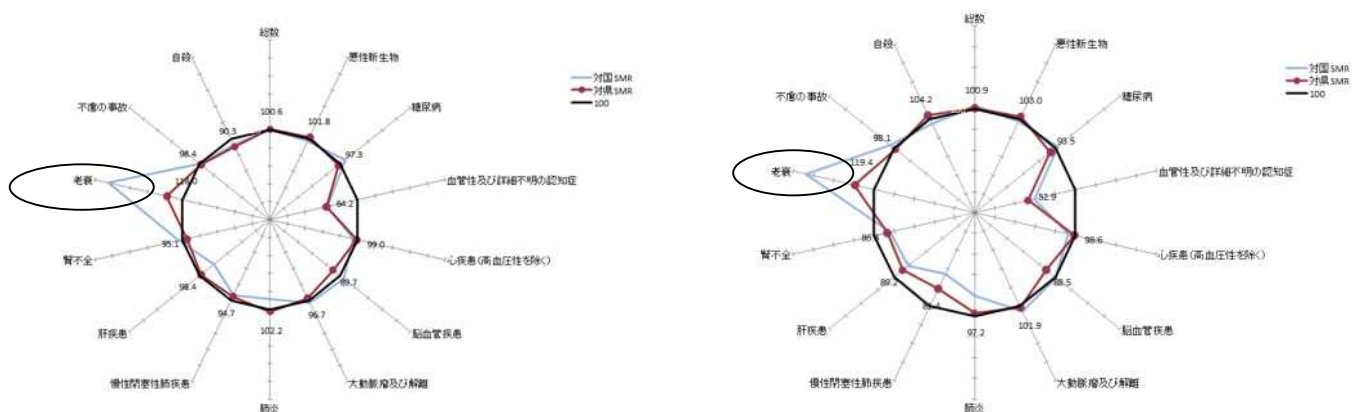 総数
悪性新生物
糖尿病
血管性及び詳細不明の認知症
心疾患(高血圧性を除く)
脳血管疾患
大動脈瘤及び解離
肺炎
慢性閉塞性肺疾患
肝疾患
腎不全
老衰
不慮の事故
自殺
100.6
101.8
97.3
64.2
99.0
89.7
96.7
102.2
94.7
98.4
95.1
98.4
90.3
対国SMR
対県SMR
100
総数
悪性新生物
糖尿病
血管性及び詳細不明の認知症
心疾患(高血圧性を除く)
脳血管疾患
大動脈瘤及び解離
肺炎
慢性閉塞性肺疾患
肝疾患
腎不全
老衰
不慮の事故
自殺
100.9
103.0
93.5
52.9
98.6
88.5
101.9
97.2
89.2
119.4
98.1
104.2
対国SMR
対県SMR
100